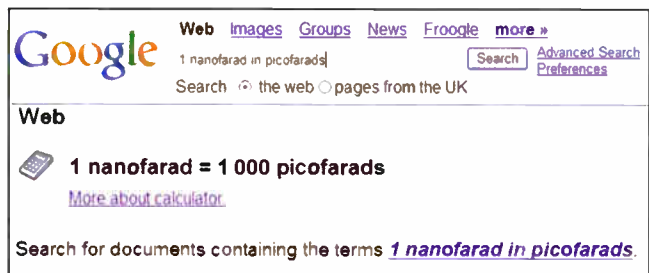 Google
Web Images Groups News Froogle more »
1 nanofarad in picofarads
Search
Advanced Search
Preferences
Search the web pages from the UK
Web
1 nanofarad = 1 000 picofarads
More about calculator.
Search for documents containing the terms 1 nanofarad in picofarads.